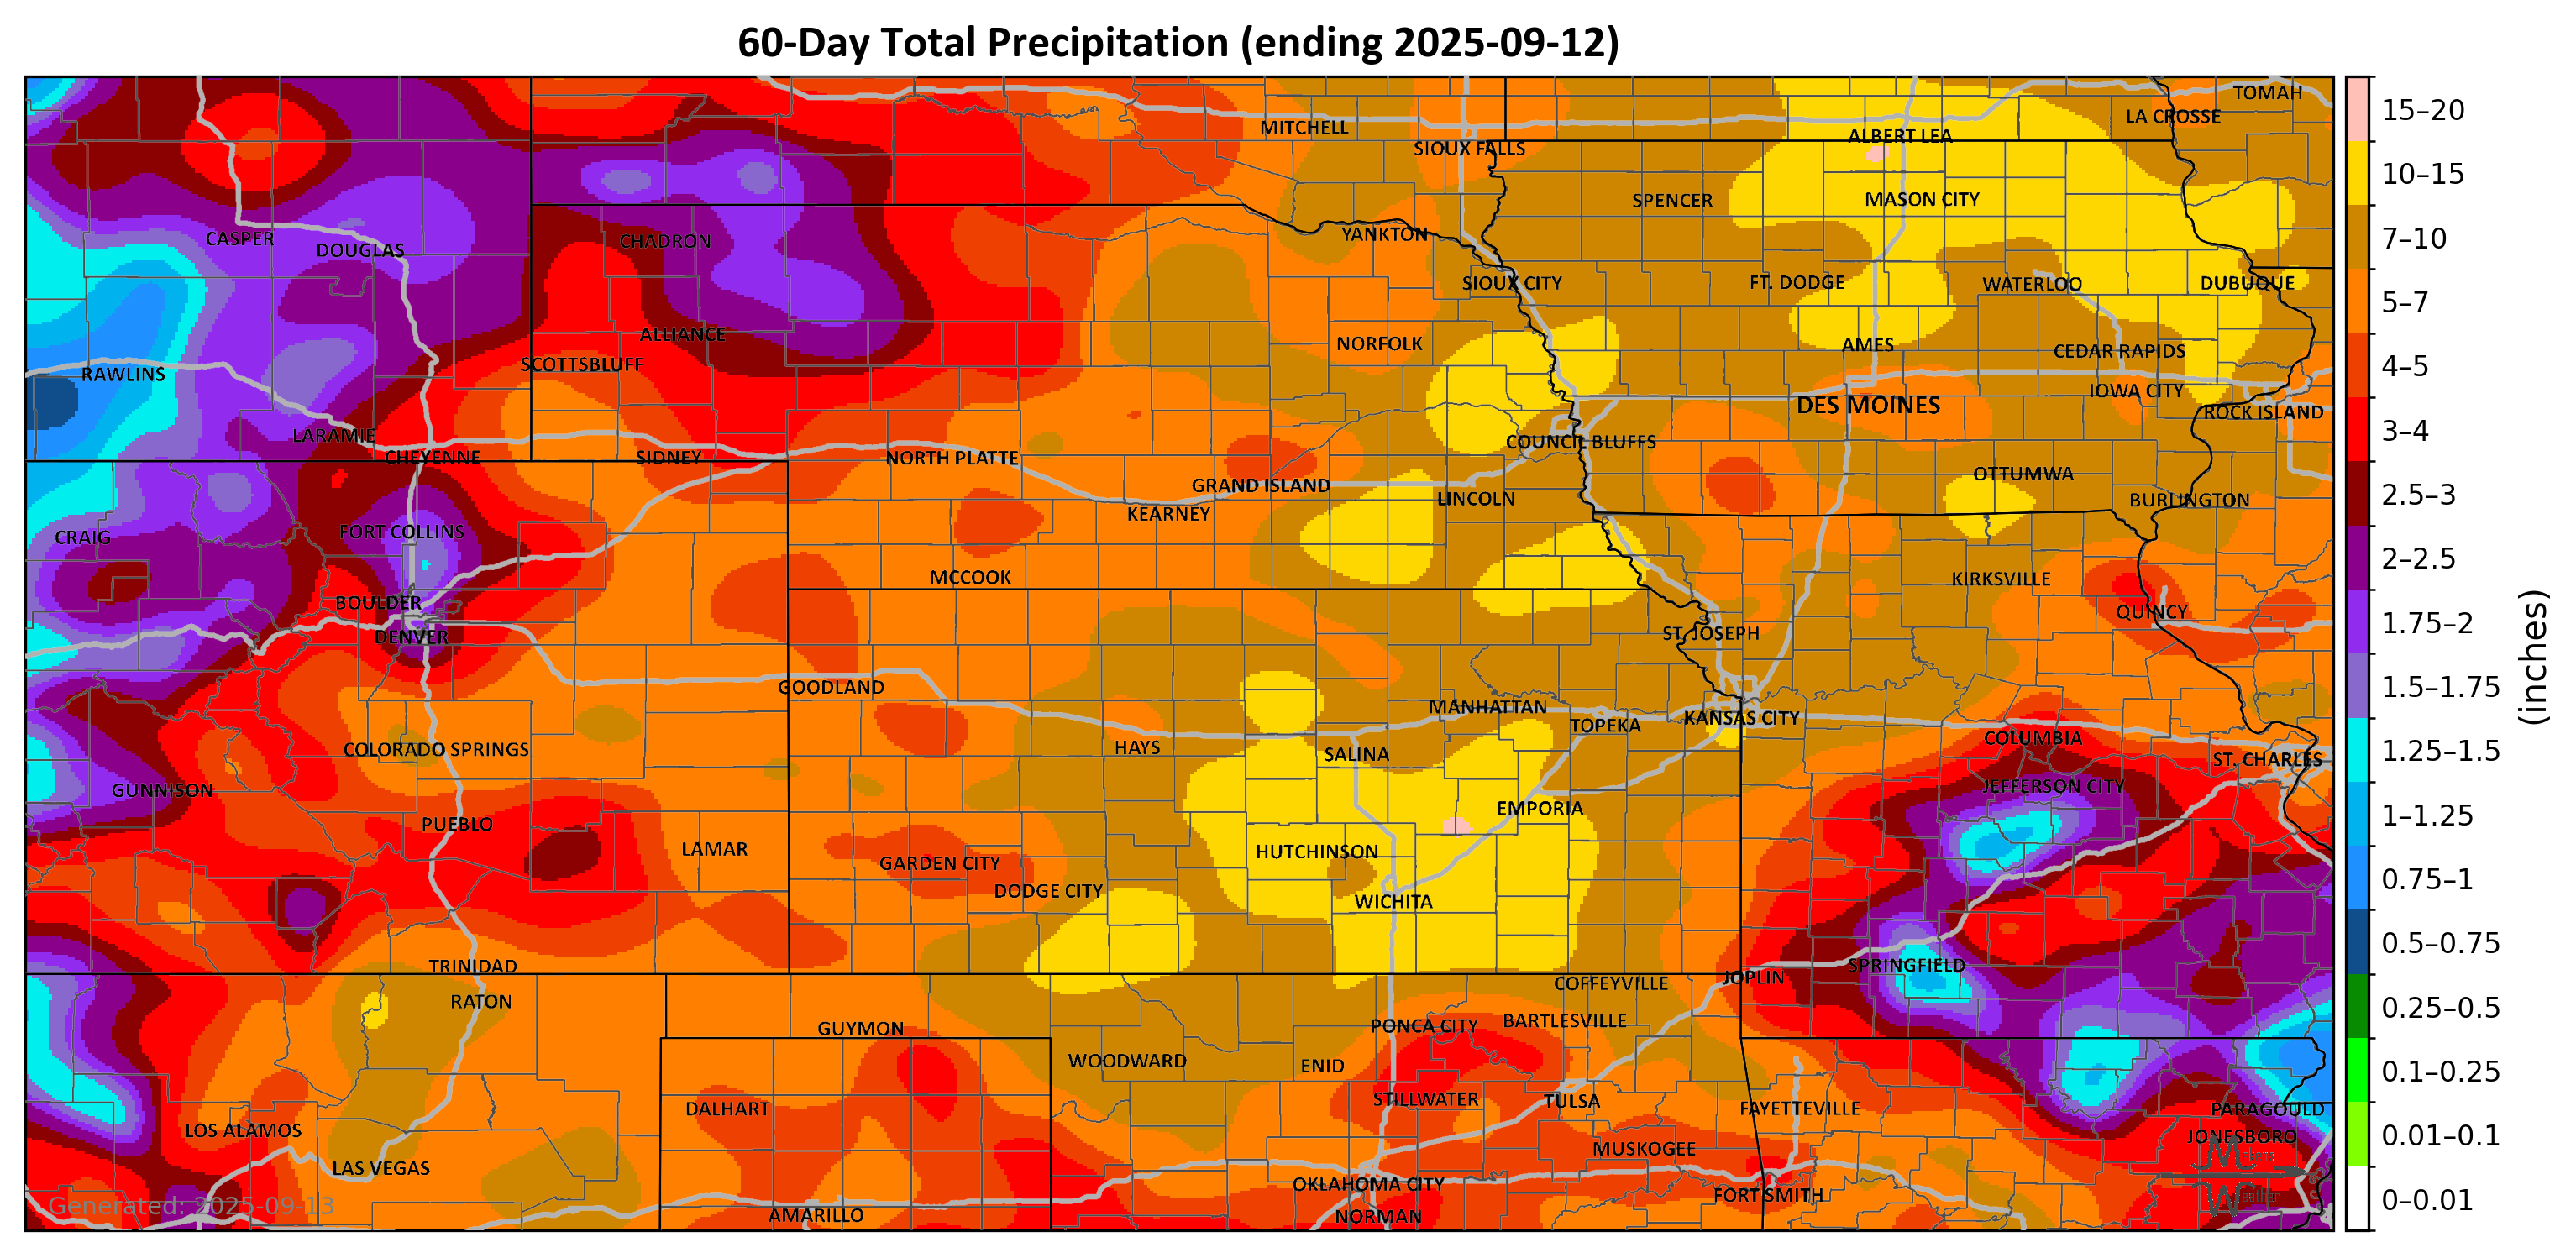 60-Day Total Precipitation (ending 2025-09-12)
TOMAH
LA CROSSE
MITCHELL
ALBERT LEA
SIOUX FALLS
SPENCER
MASON CITY
YANKTON
CASPER
CHADRON
DOUGLAS
SIOUX CITY
FT. DODGE
WATERLOO
DUBUQUE
ALLIANCE
NORFOLK
AMES
CEDAR RAPIDS
SCOTTSBLUFF
RAWLINS
IOWA CITY
DES MOINES
ROCK ISLAND
LARAMIE
COUNCIL BLUFFS
CHEYENNE
SIDNEY
NORTH PLATTE
OTTUMWA
GRAND ISLAND
LINCOLN
BURLINGTON
KEARNEY
FORT COLLINS
CRAIG
MCCOOK
KIRKSVILLE
BOULDER
QUINCY
DENVER
ST. JOSEPH
GOODLAND
MANHATTAN
TOPEKA
KANSAS CITY
COLUMBIA
COLORADO SPRINGS
HAYS
SALINA
ST. CHARLES
GUNNISON
JEFFERSON CITY
EMPORIA
PUEBLO
LAMAR
HUTCHINSON
GARDEN CITY
DODGE CITY
WICHITA
TRINIDAD
SPRINGFIELD
JOPLIN
COFFEYVILLE
RATON
GUYMON
PONCA CITY
BARTLESVILLE
WOODWARD
ENID
STILLWATER
TULSA
DALHART
FAYETTEVILLE
PARAGOULD
LOS ALAMOS
JONESBORO
MUSKOGEE
LAS VEGAS
OKLAHOMA CITY
FORT SMITH
AMARILLO
NORMAN
Generated: 2025-09-13
15–20
10–15
7–10
5–7
4–5
3–4
2.5–3
2–2.5
1.75–2
1.5–1.75
1.25–1.5
1–1.25
0.75–1
0.5–0.75
0.25–0.5
0.1–0.25
0.01–0.1
0–0.01
(inches)